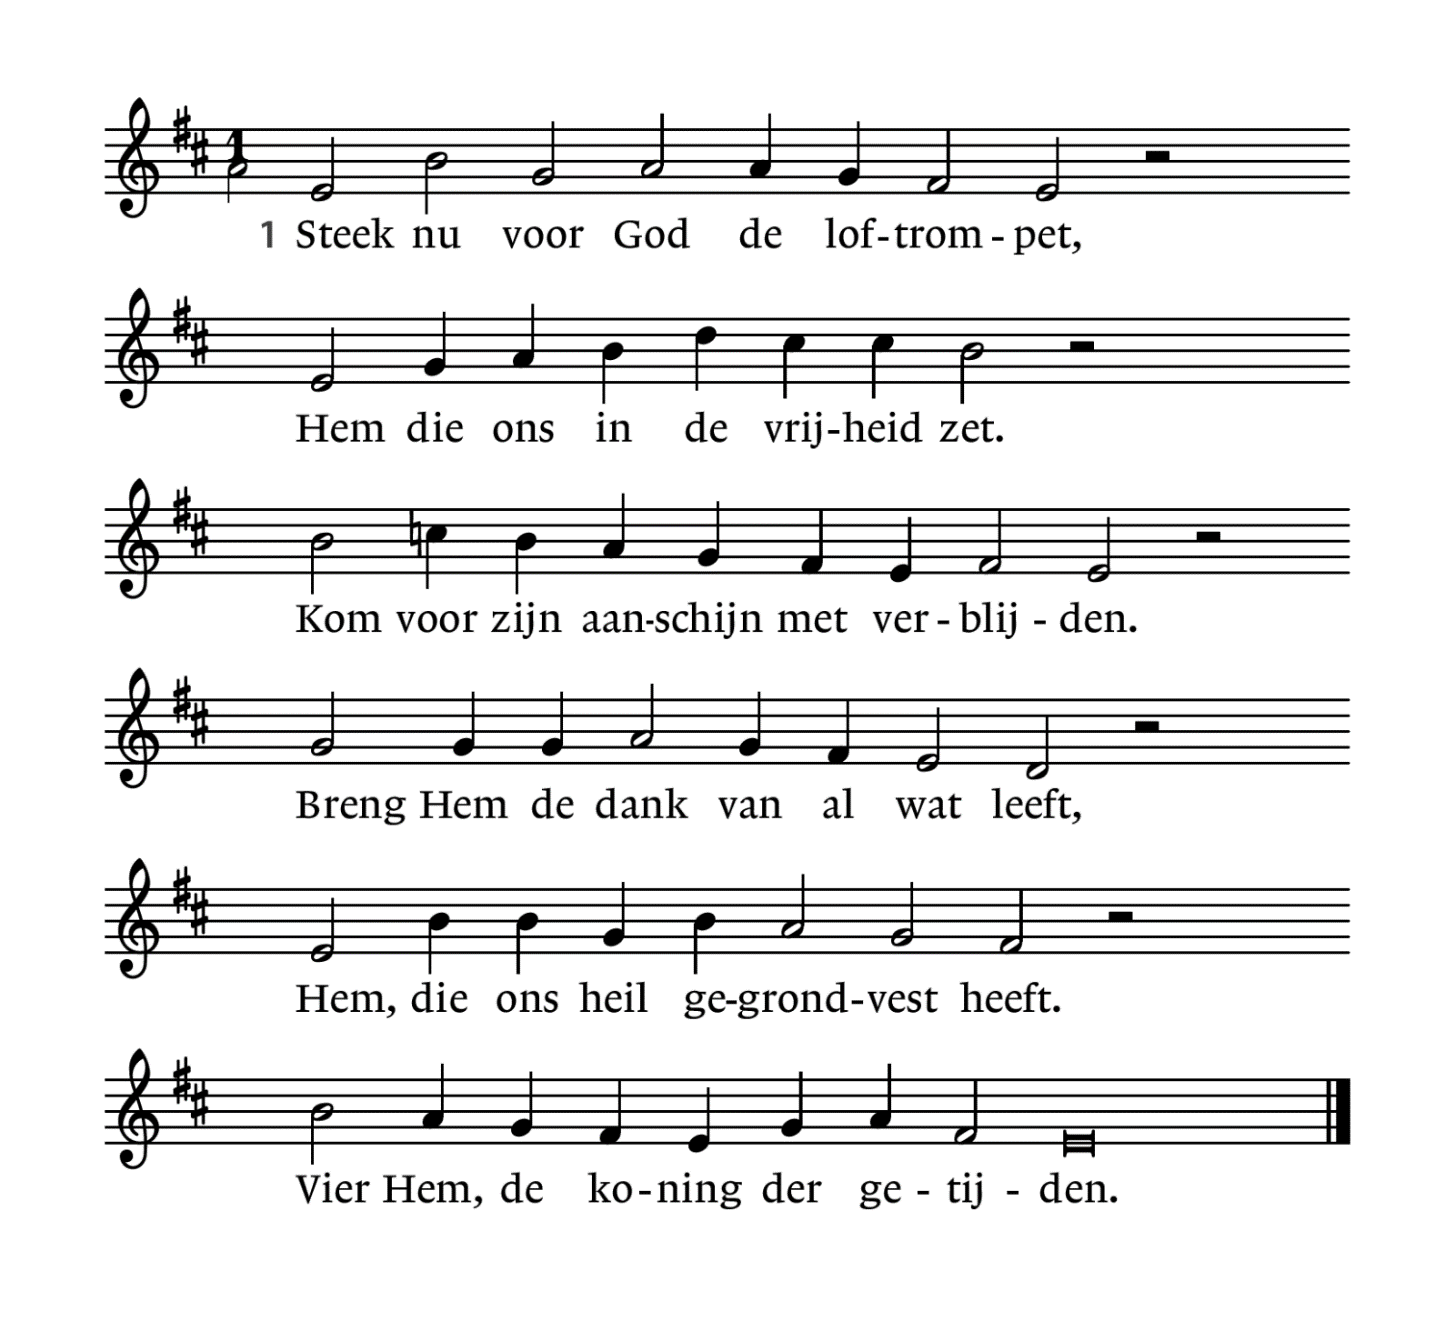 1
1 Steek nu voor God de lof-trom-pet,
Hem die ons in de vrij-heid zet.
Kom voor zijn aan-schijn met ver-blij-den.
Breng Hem de dank van al wat leeft,
Hem, die ons heil ge-grond-vest heeft.
Vier Hem, de ko-ning der ge-tij-den.